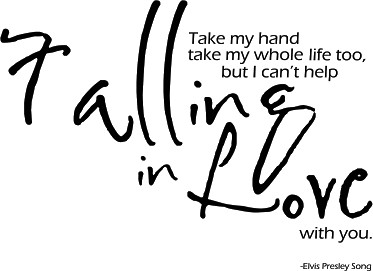 Take my hand
take my whole life too,
but I can't help
Falling
in Love
with you.
-Elvis Presley Song